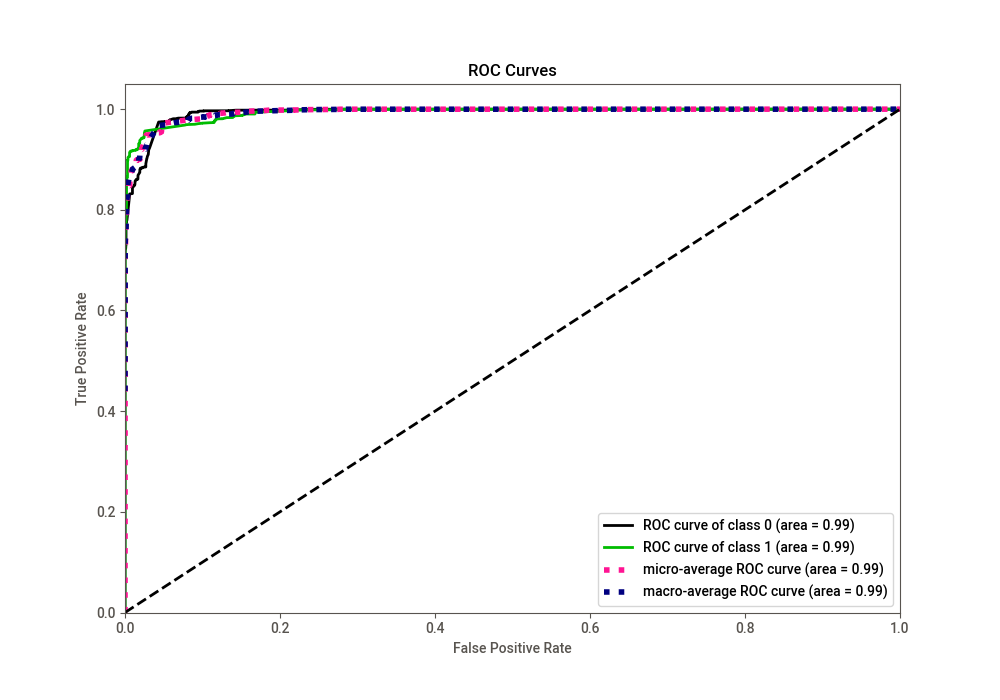 ROC Curves
1.0
0.8
0.6
0.4
0.2
0.0
True Positive Rate
0.0 0.2 0.4 0.6 0.8 1.0
False Positive Rate
ROC curve of class 0 (area = 0.99)
ROC curve of class 1 (area = 0.99)
micro-average ROC curve (area = 0.99)
macro-average ROC curve (area = 0.99)